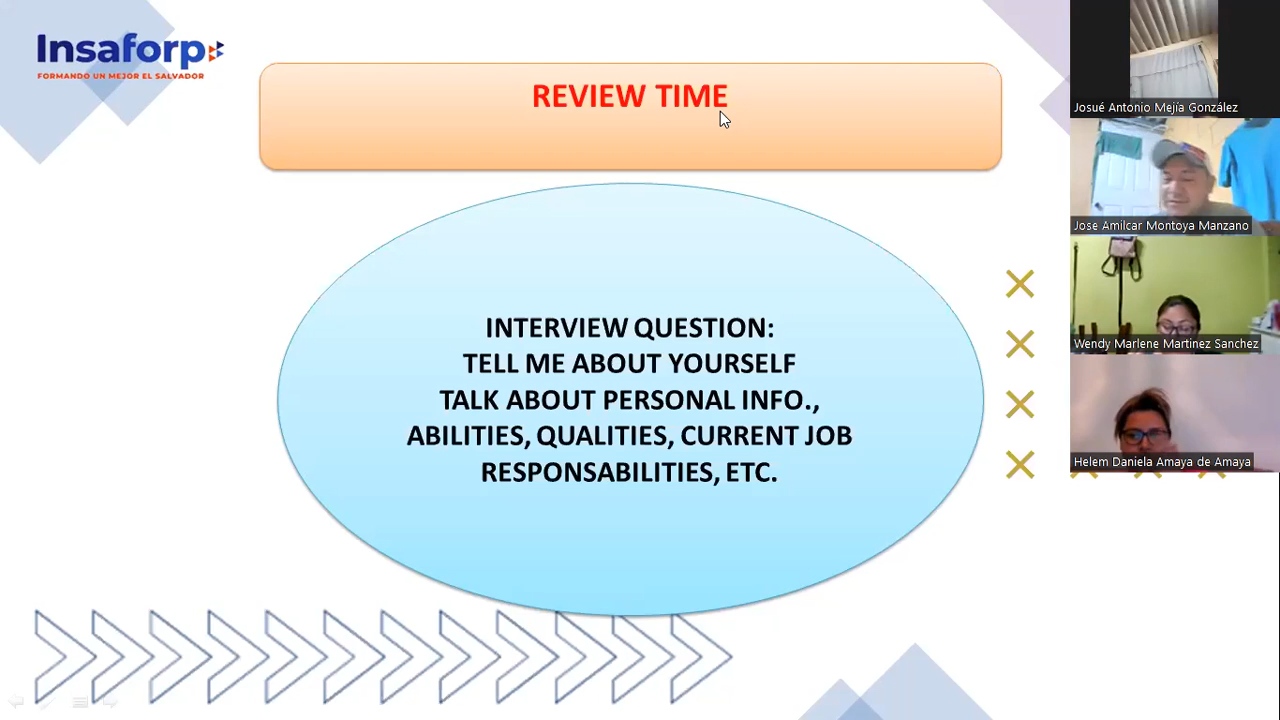 Insaforp
FORMANDO UN MEJOR EL SALVADOR
REVIEW TIME
INTERVIEW QUESTION:
TELL ME ABOUT YOURSELF
TALK ABOUT PERSONAL INFO.,
ABILITIES, QUALITIES, CURRENT JOB
RESPONSABILITIES, ETC.
Josué Antonio Mejía González
Jose Amilcar Montoya Manzano
Wendy Marlene Martinez Sanchez
Helem Daniela Amaya de Amaya